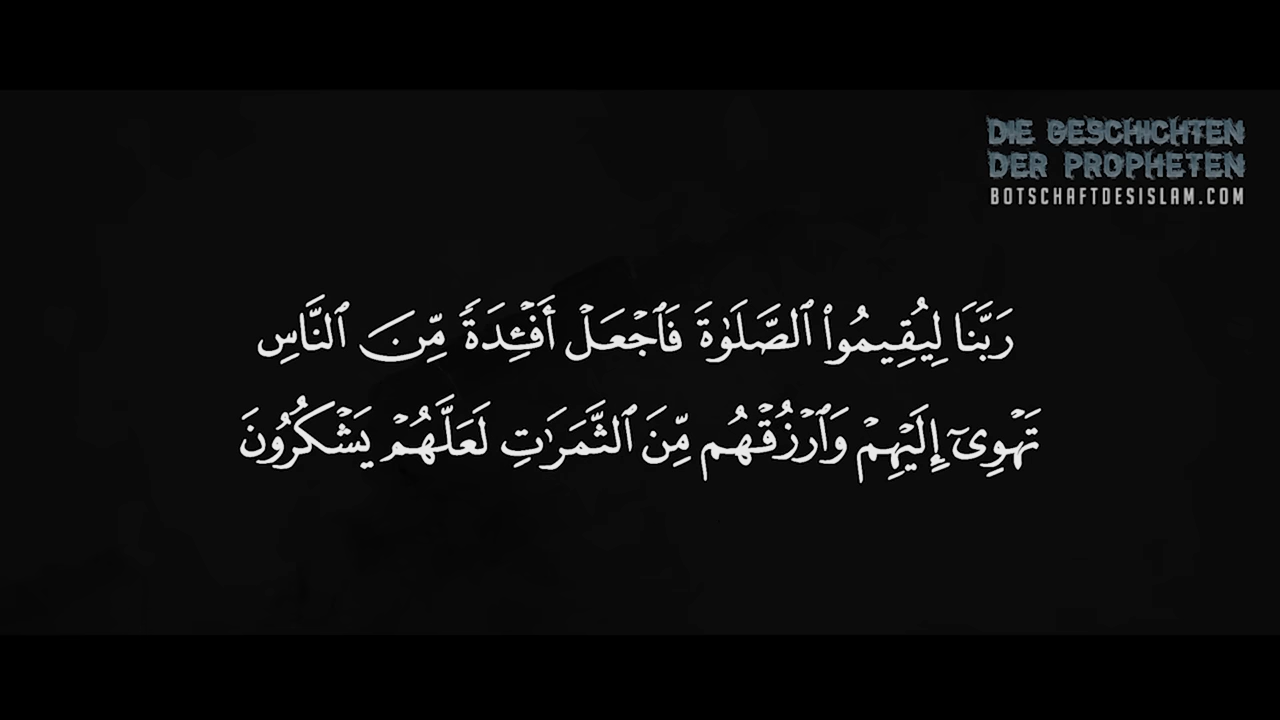 DIE GESCHICHTEN
DER PROPHETEN
BOTSCHAFTDESISLAM.COM
رَبَّنَا لِيُقِيمُوا۟ ٱلصَّلَوٰةَ فَٱجْعَلْ أَفْـِٔدَةً مِّنَ ٱلنَّاسِ
تَهْوِىٓ إِلَيْهِمْ وَٱرْزُقْهُم مِّنَ ٱلثَّمَرَٰتِ لَعَلَّهُمْ يَشْكُرُونَ